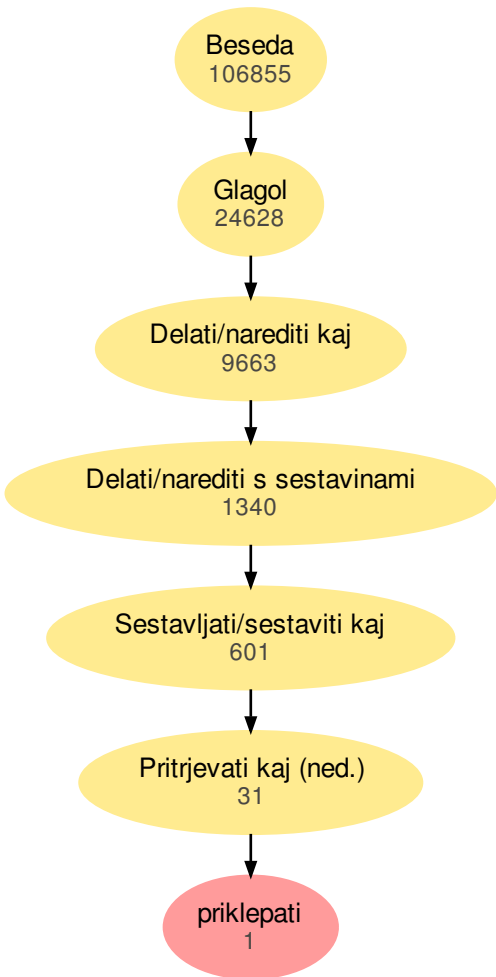 Beseda
106855
Glagol
24628
Delati/narediti kaj
9663
Delati/narediti s sestavinami
1340
Sestavljati/sestaviti kaj
601
Pritrjevati kaj (ned.)
31
priklepati
1